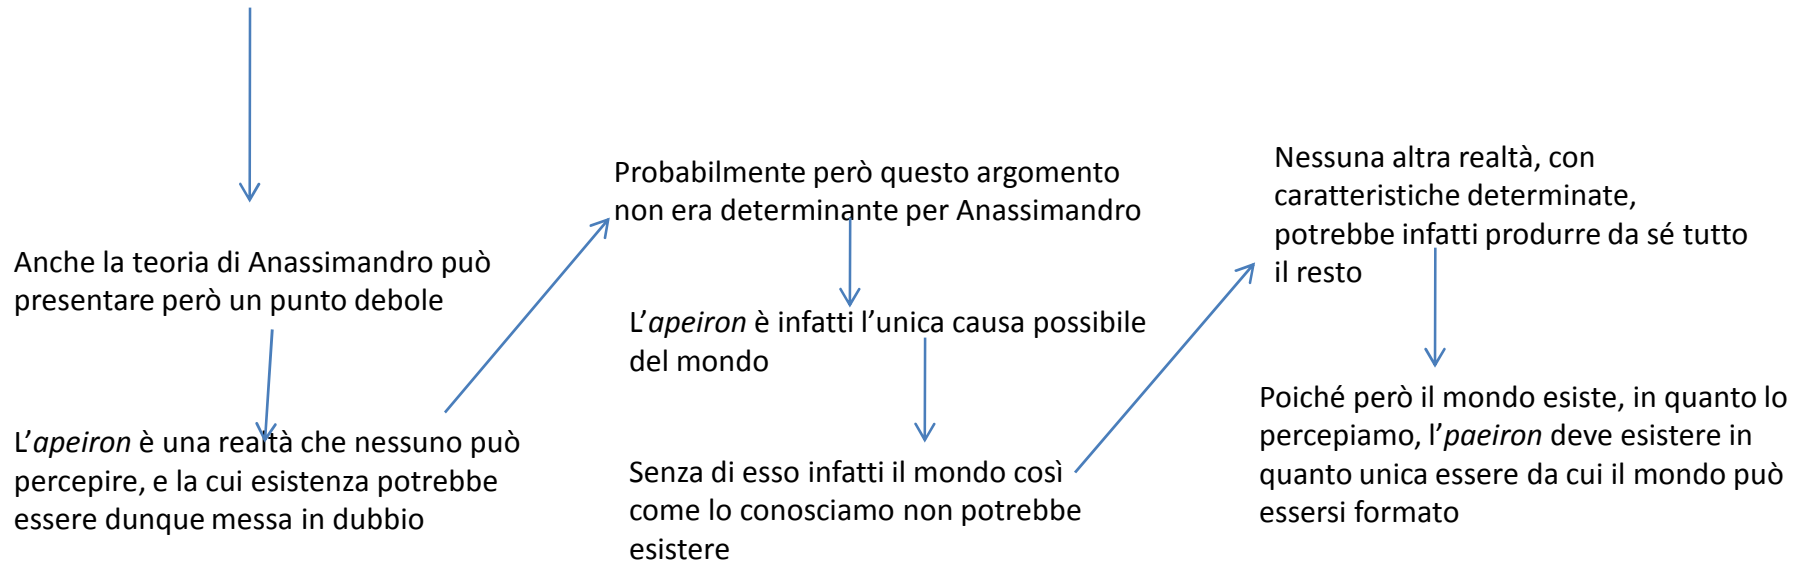 Anche la teoria di Anassimandro può
presentare però un punto debole
L’apeiron è una realtà che nessuno può
percepire, e la cui esistenza potrebbe
essere dunque messa in dubbio
Probabilmente però questo argomento
non era determinante per Anassimandro
L’apeiron è infatti l’unica causa possibile
del mondo
Senza di esso infatti il mondo così
come lo conosciamo non potrebbe
esistere
Nessuna altra realtà, con
caratteristiche determinate,
potrebbe infatti produrre da sé tutto
il resto
Poiché però il mondo esiste, in quanto lo
percepiamo, l’paeiron deve esistere in
quanto unica essere da cui il mondo può
essersi formato